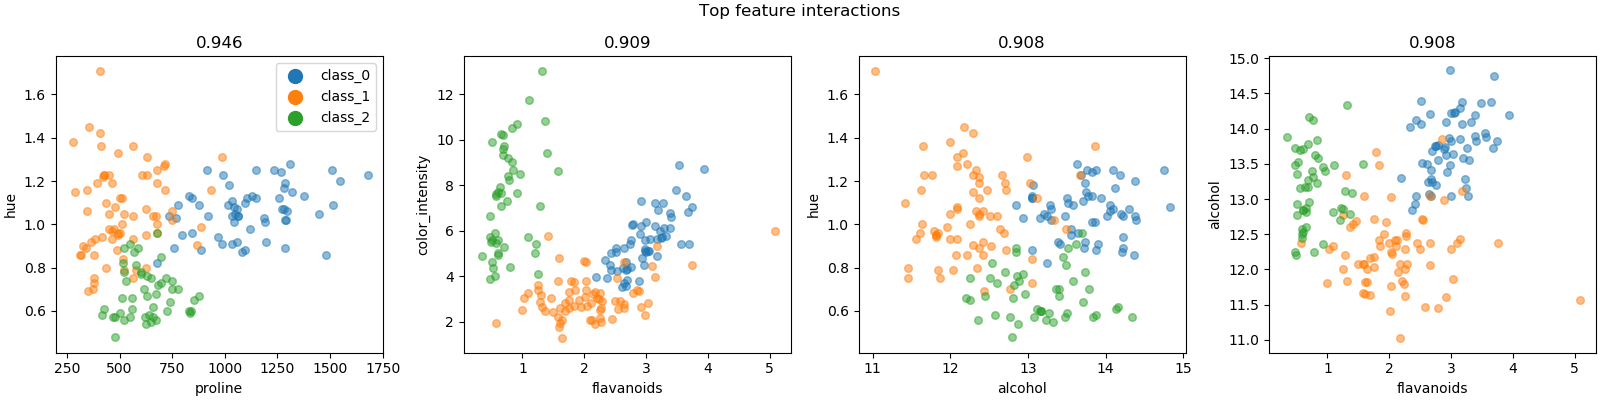 Top feature interactions
0.946
hue
1.6
1.4
1.2
1.0
0.8
0.6
class_0
class_1
class_2
250 500 750 1000 1250 1500 1750
proline
0.909
color_intensity
12
10
8
6
4
2
1 2 3 4 5
flavanoids
0.908
hue
1.6
1.4
1.2
1.0
0.8
0.6
11 12 13 14 15
alcohol
0.908
alcohol
15.0
14.5
14.0
13.5
13.0
12.5
12.0
11.5
11.0
1 2 3 4 5
flavanoids